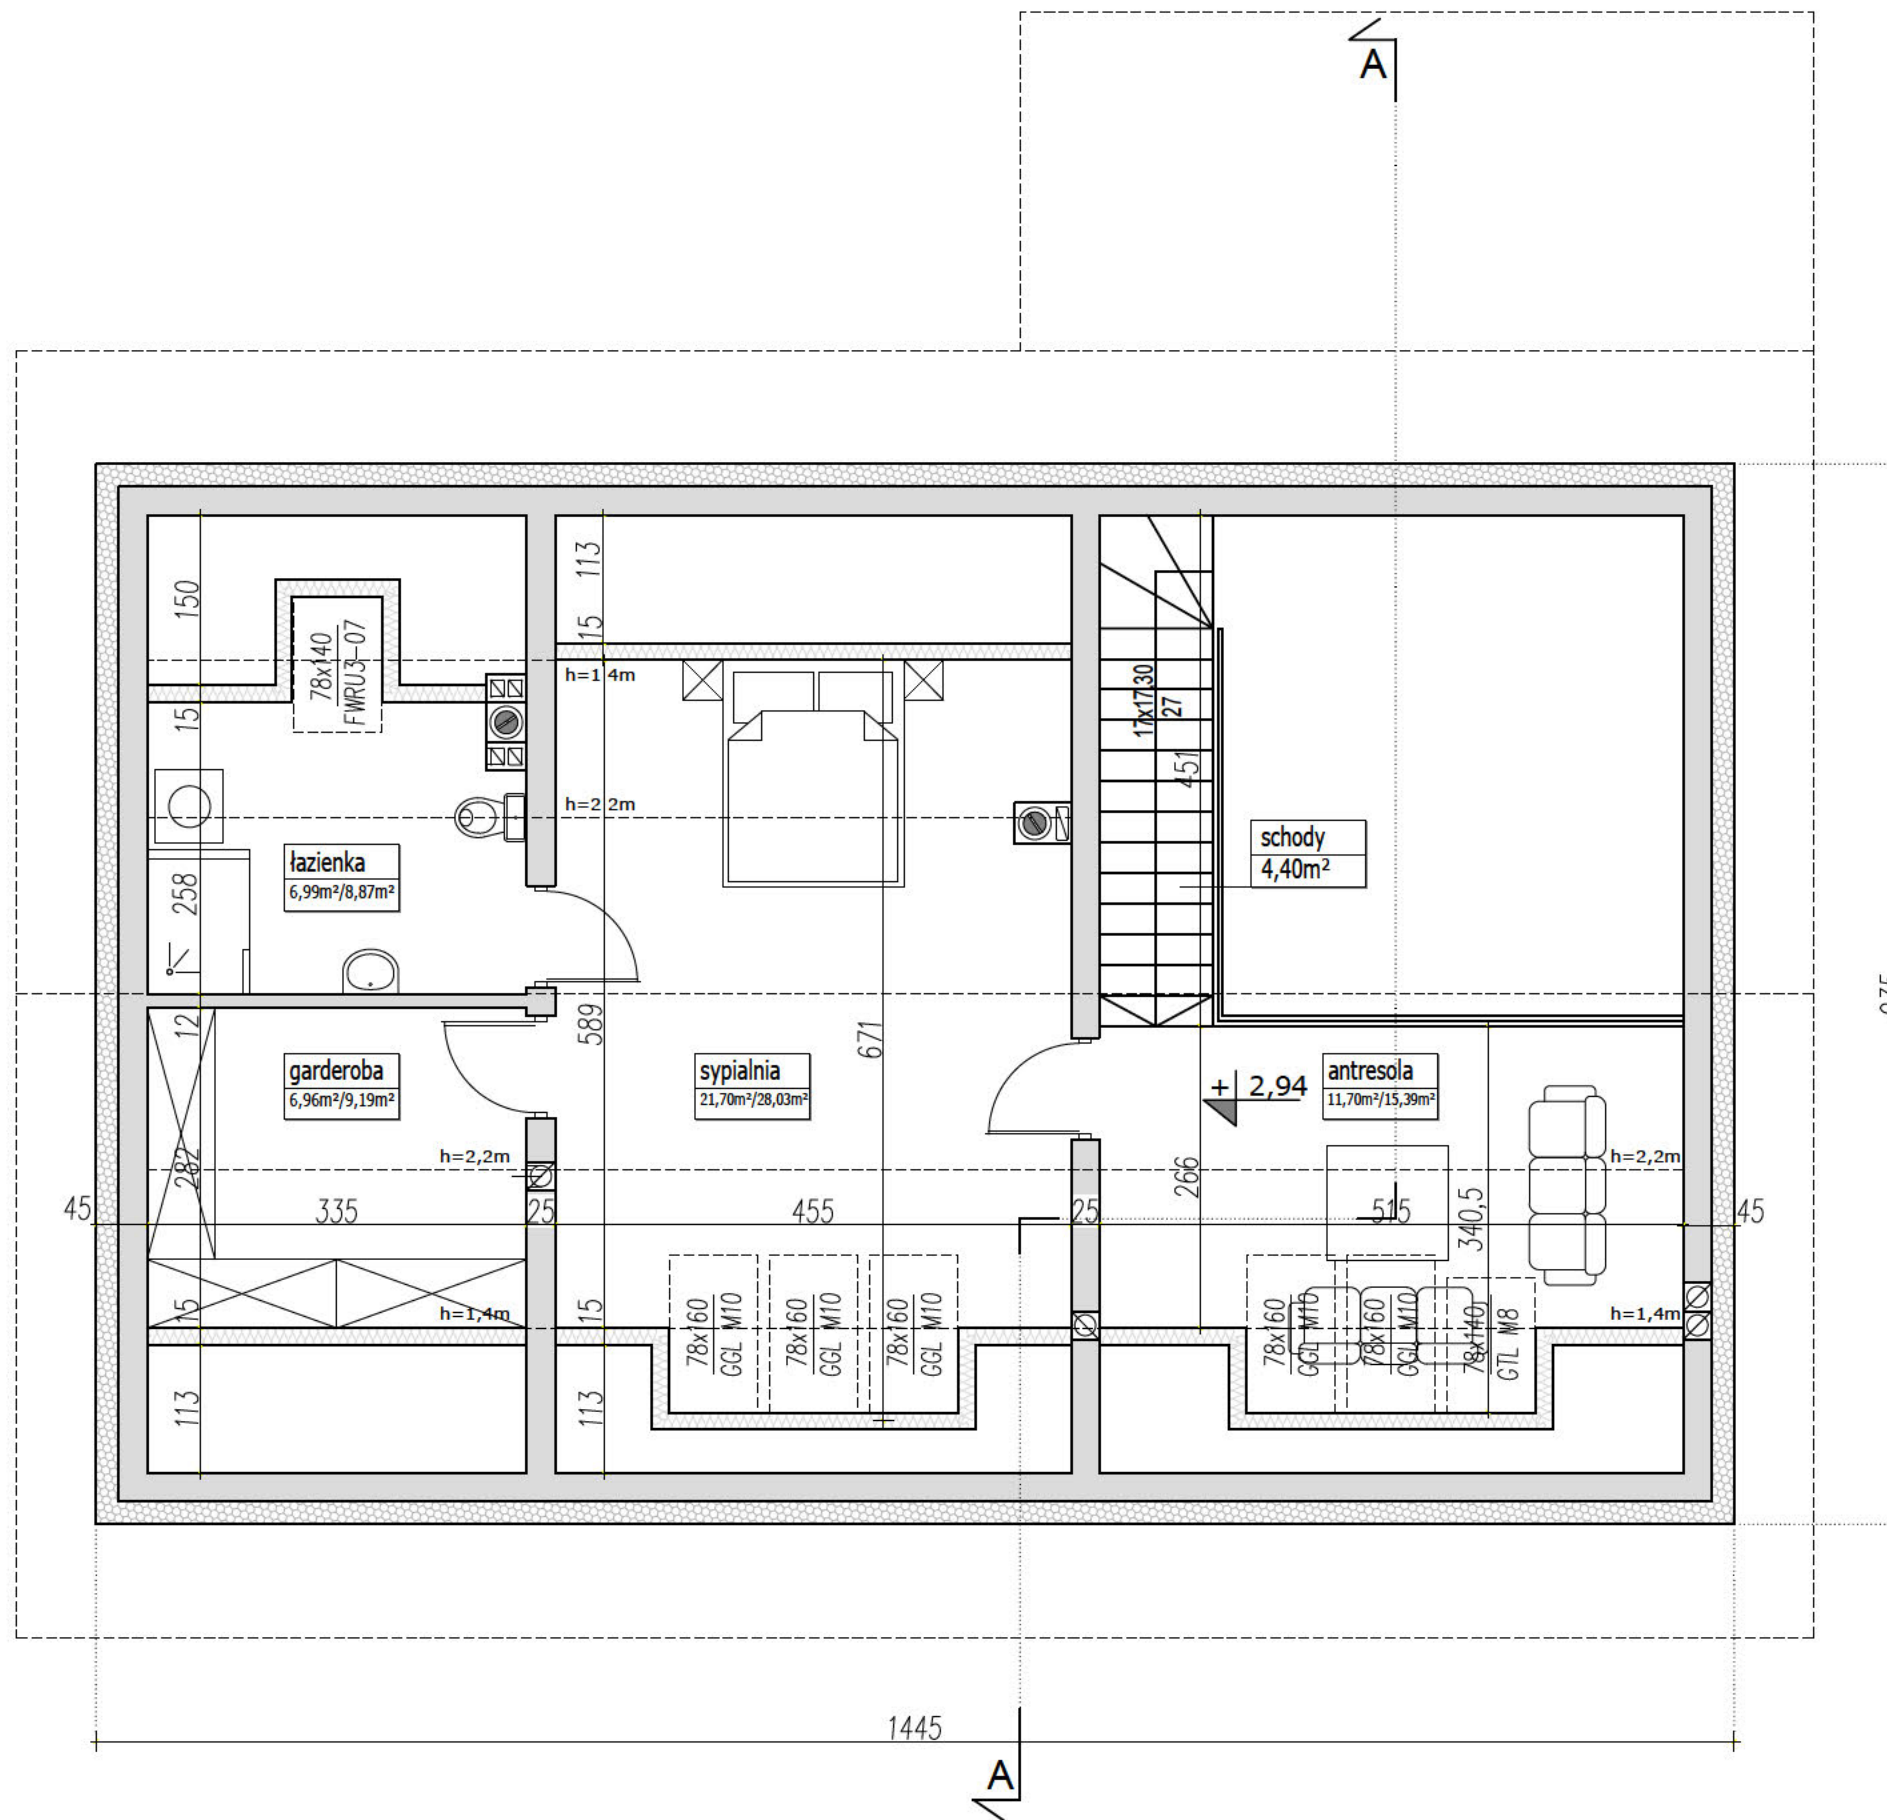 A
113
150
15
78x140
FWRU3-07
15
h=1,4m
17x17,30
27
451
h=2,2m
łazienka
6,99m²/8,87m²
258
schody
4,40m²
12
589
671
garderoba
6,96m²/9,19m²
sypialnia
21,70m²/28,03m²
+ 2,94
antresola
11,70m²/15,39m²
h=2,2m
h=2,2m
282
266
340,5
45
335
25
455
25
515
45
15
h=1,4m
15
h=1,4m
78x160
GGL M10
78x160
GGL M10
78x160
GGL M10
78x160
GGL M10
78x160
GGL M10
78x140
GTL M8
113
113
1445
A